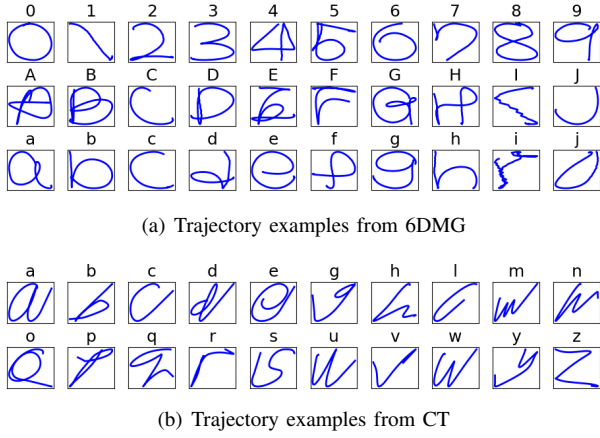 0 1 2 3 4 5 6 7 8 9
A B C D E F G H I J
a b c d e f g h i j
(a) Trajectory examples from 6DMG
a b c d e g h l m n
o p q r s u v w y z
(b) Trajectory examples from CT